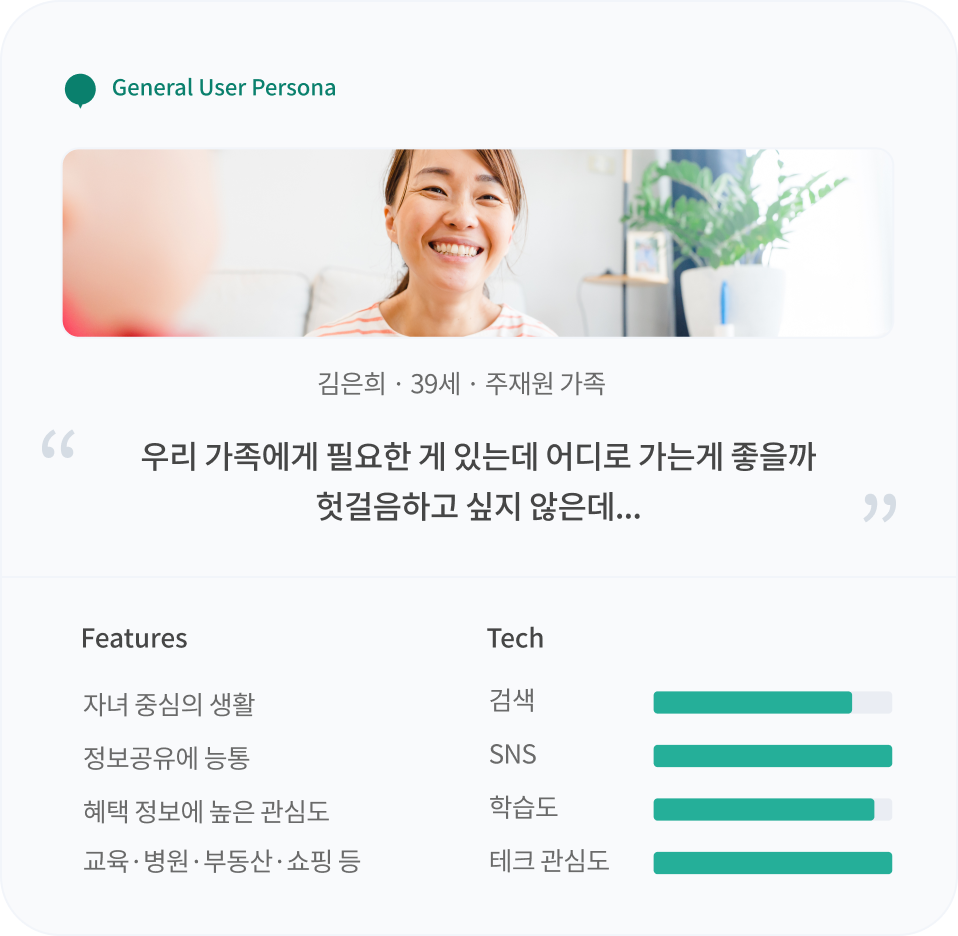 General User Persona
김은희 · 39세 · 주재원 가족
“ 우리 가족에게 필요한 게 있는데 어디로 가는게 좋을까
헛걸음하고 싶지 않은데... ”
Features
자녀 중심의 생활
정보공유에 능통
혜택 정보에 높은 관심도
교육·병원·부동산·쇼핑 등
Tech
검색
SNS
학습도
테크 관심도